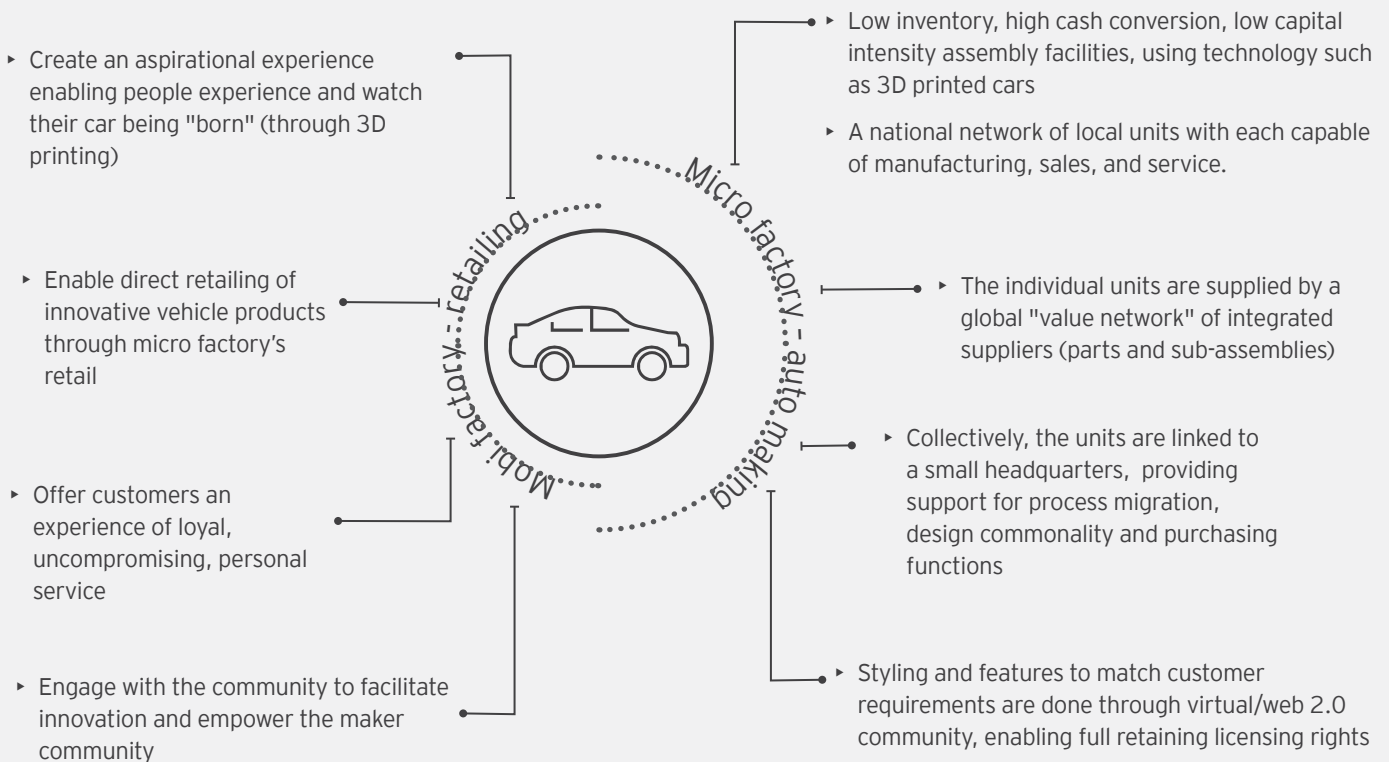 ▸ Create an aspirational experience
enabling people experience and watch
their car being "born" (through 3D
printing)
▸ Enable direct retailing of
innovative vehicle products
through micro factory’s
retail
▸ Offer customers an
experience of loyal,
uncompromising, personal
service
▸ Engage with the community to facilitate
innovation and empower the maker
community
Mobi factory - retailing
Micro factory - auto making
▸ Low inventory, high cash conversion, low capital
intensity assembly facilities, using technology such
as 3D printed cars
▸ A national network of local units with each capable
of manufacturing, sales, and service.
▸ The individual units are supplied by a
global "value network" of integrated
suppliers (parts and sub-assemblies)
▸ Collectively, the units are linked to
a small headquarters, providing
support for process migration,
design commonality and purchasing
functions
▸ Styling and features to match customer
requirements are done through virtual/web 2.0
community, enabling full retaining licensing rights